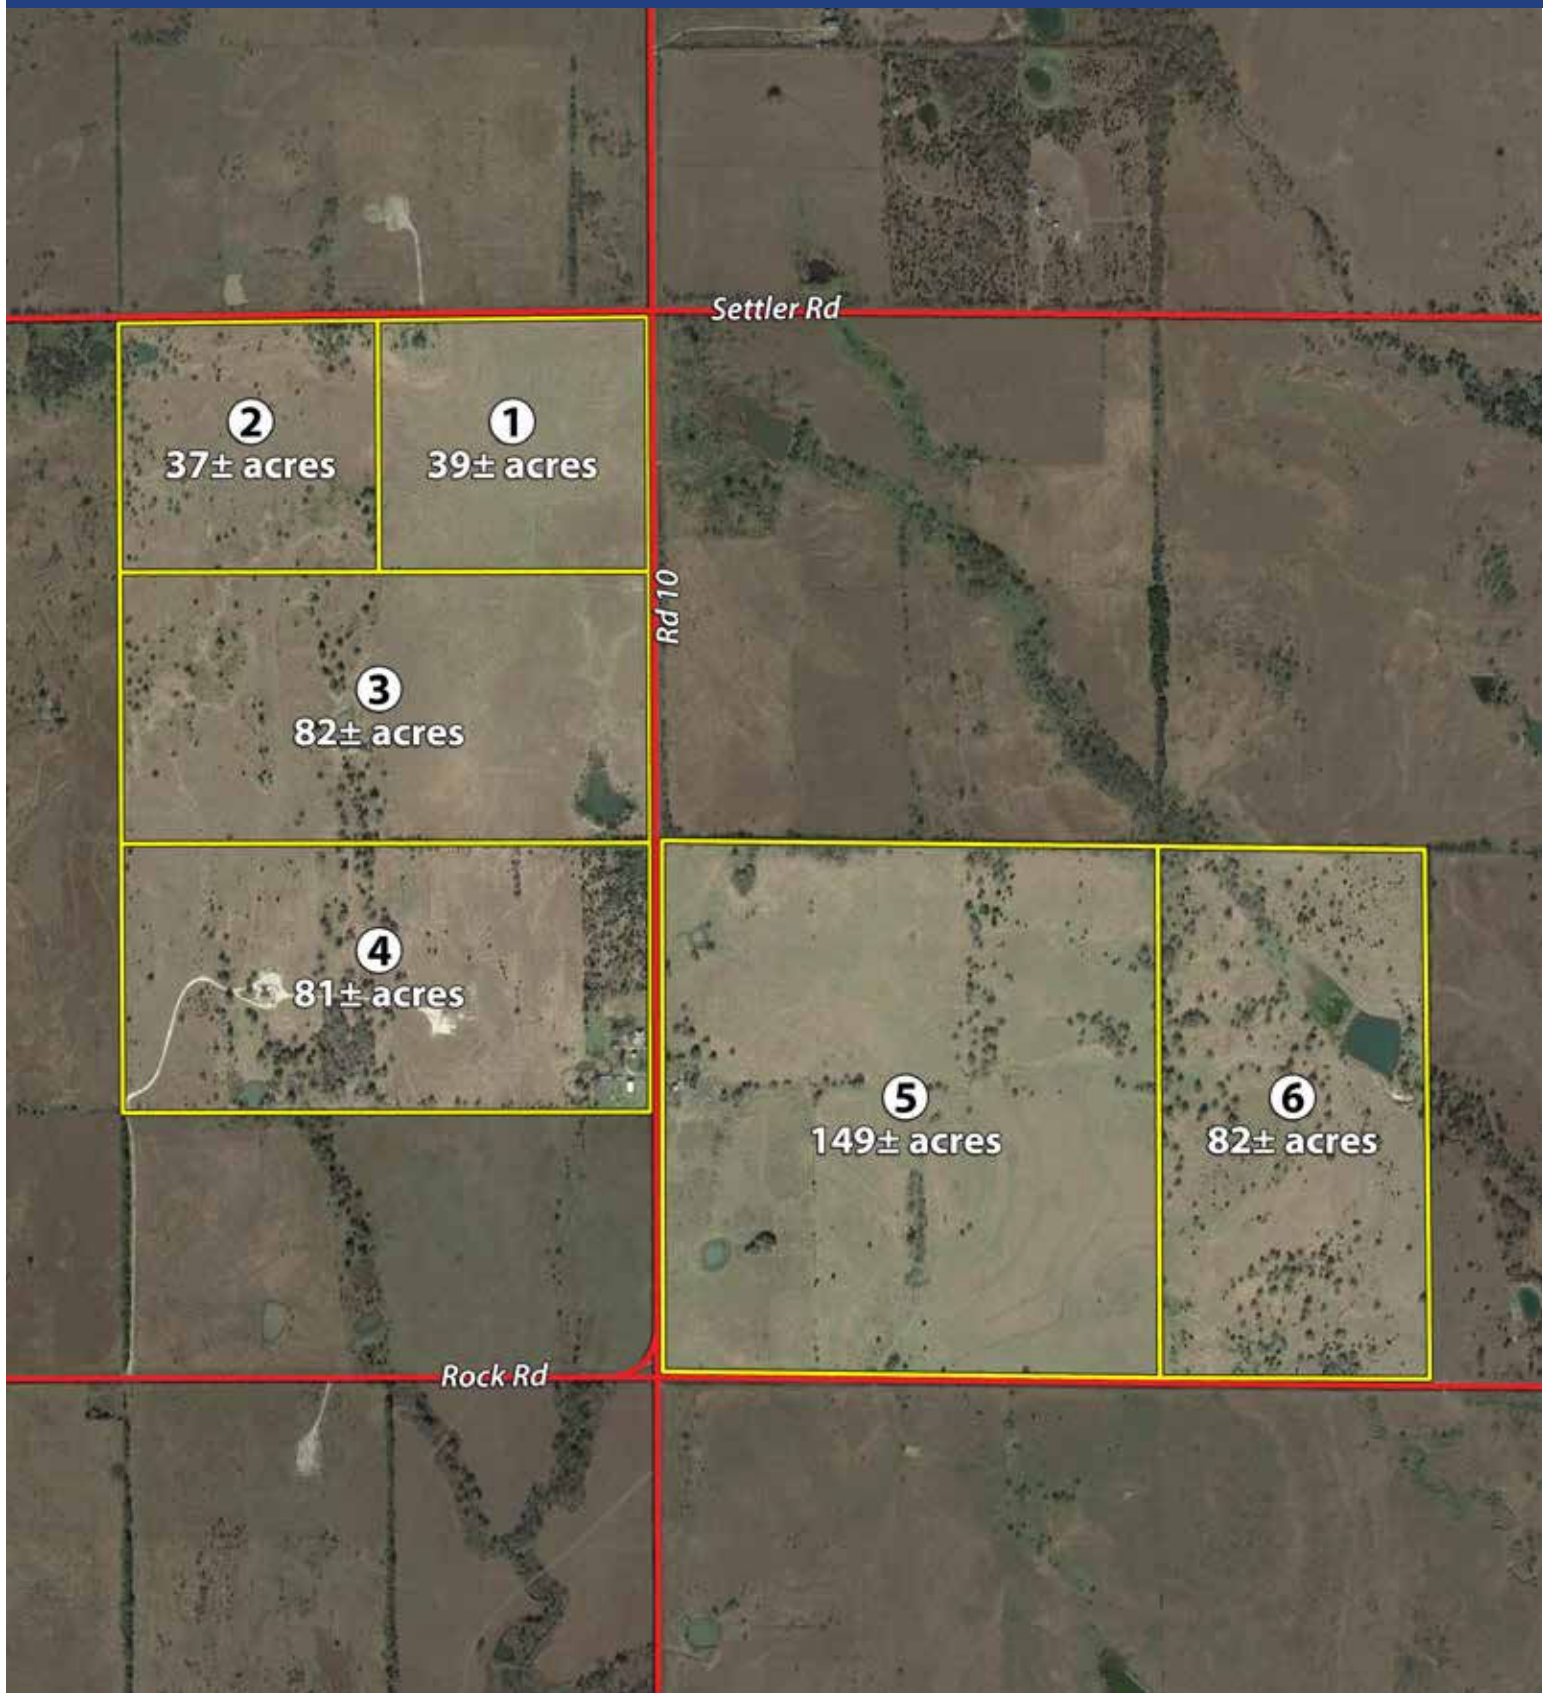 Settler Rd
2
37± acres
1
39± acres
Rd 10
3
82± acres
4
81± acres
5
149± acres
6
82± acres
Rock Rd